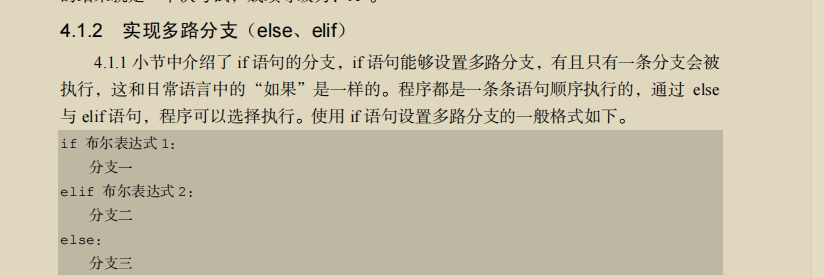 4.1.2 实现多路分支（else、elif）
4.1.1 小节中介绍了 if 语句的分支，if 语句能够设置多路分支，有且只有一条分支会被
执行，这和日常语言中的“如果”是一样的。程序都是一条条语句顺序执行的，通过 else
与 elif 语句，程序可以选择执行。使用 if 语句设置多路分支的一般格式如下。
if 布尔表达式 1:
分支一
elif 布尔表达式 2:
分支二
else:
分支三